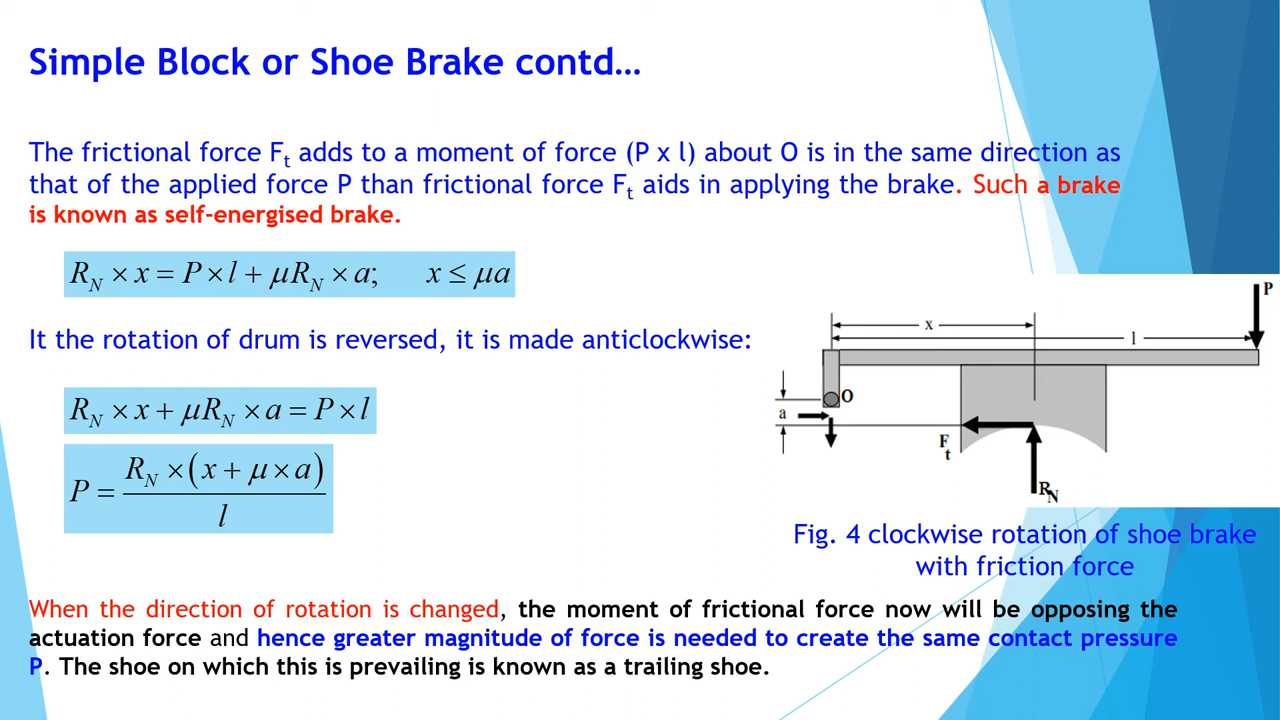 Simple Block or Shoe Brake contd…
The frictional force Ft adds to a moment of force (P x l) about O is in the same direction as
that of the applied force P than frictional force Ft aids in applying the brake. Such a brake
is known as self-energised brake.
R_N × x = P × l + μR_N × a;     x ≤ μa
It the rotation of drum is reversed, it is made anticlockwise:
R_N × x + μR_N × a = P × l
P = R_N × (x + μ × a) / l
P
x
l
O
a
Ft
R_N
Fig. 4 clockwise rotation of shoe brake
with friction force
When the direction of rotation is changed, the moment of frictional force now will be opposing the
actuation force and hence greater magnitude of force is needed to create the same contact pressure
P. The shoe on which this is prevailing is known as a trailing shoe.